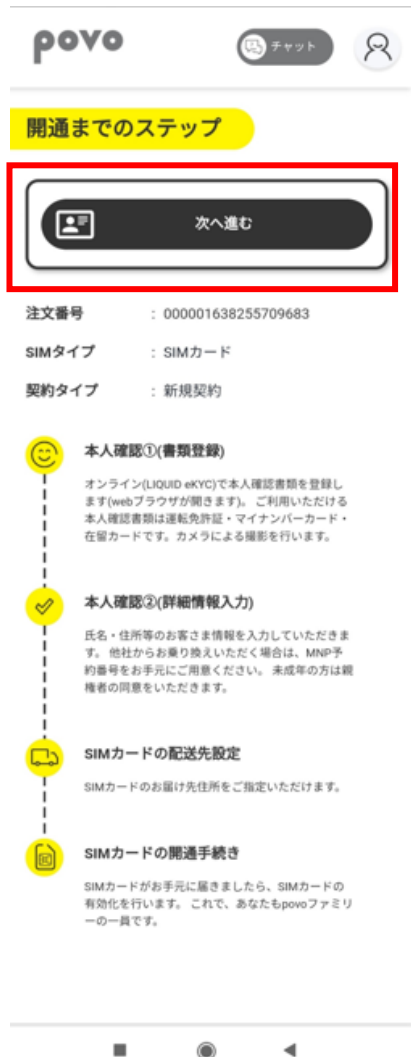 povo
チャット
開通までのステップ
次へ進む
注文番号 : 000001638255709683
SIMタイプ : SIMカード
契約タイプ : 新規契約
本人確認①(書類登録)
オンライン(LIQUID eKYC)で本人確認書類を登録し
ます(webブラウザが開きます)。 ご利用いただける
本人確認書類は運転免許証・マイナンバーカード・
在留カードです。カメラによる撮影を行います。
本人確認②(詳細情報入力)
氏名・住所等のお客さま情報を入力していただきま
す。 他社からお乗り換えいただく場合は、MNP予
約番号をお手元にご用意ください。 未成年の方は親
権者の同意をいただきます。
SIMカードの配送先設定
SIMカードのお届け先住所をご指定いただけます。
SIMカードの開通手続き
SIMカードがお手元に届きましたら、SIMカードの
有効化を行います。 これで、あなたもpovoファミリ
ーの一員です。